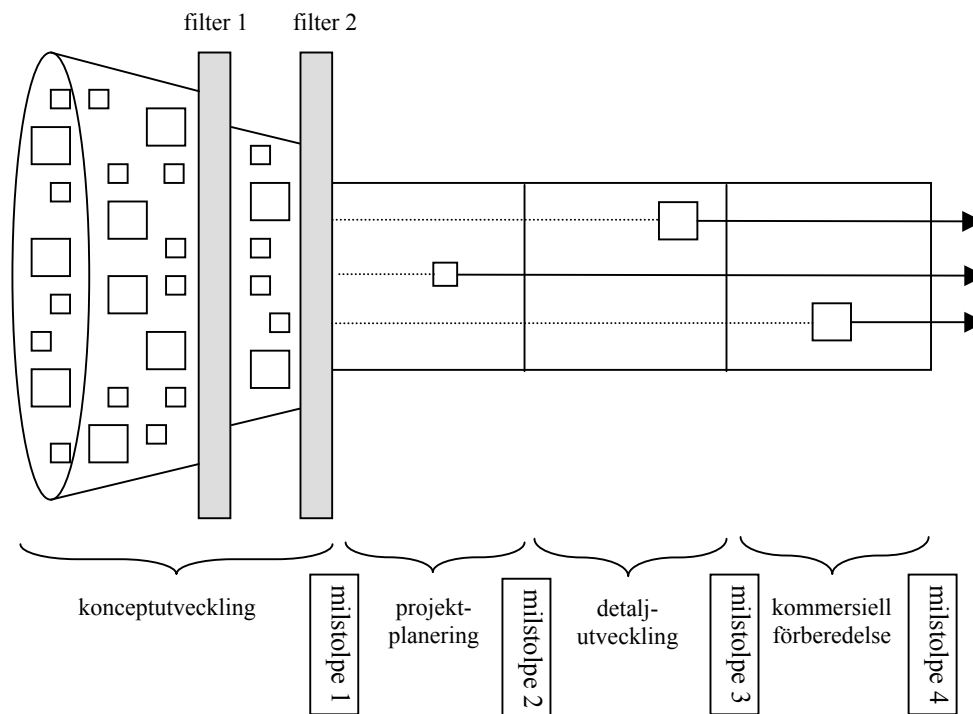 filter 1
filter 2
konceptutveckling
milstolpe 1
projekt-
planering
milstolpe 2
detalj-
utveckling
milstolpe 3
kommersiell
förberedelse
milstolpe 4